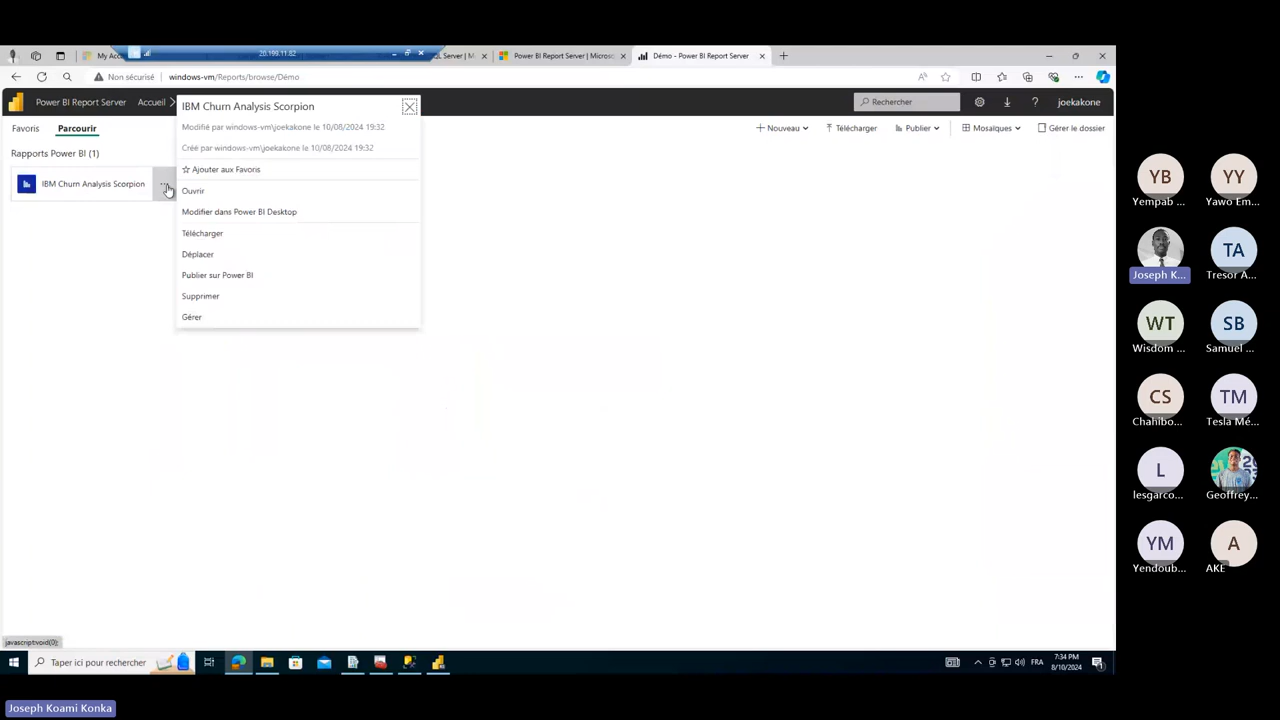 My Acc
20.199.11.82
QL Server | M
Power BI Report Server | Microso
Démo - Power BI Report Server
Non sécurisé
windows-vm/Reports/browse/Démo
Power BI Report Server
Accueil
Rechercher
joekakone
Favoris
Parcourir
Nouveau
Télécharger
Publier
Mosaïques
Gérer le dossier
Rapports Power BI (1)
IBM Churn Analysis Scorpion
IBM Churn Analysis Scorpion
Modifié par windows-vm\joekakone le 10/08/2024 19:32
Créé par windows-vm\joekakone le 10/08/2024 19:32
Ajouter aux Favoris
Ouvrir
Modifier dans Power BI Desktop
Télécharger
Déplacer
Publier sur Power BI
Supprimer
Gérer
YB
Yempab ...
YY
Yawo Em...
Joseph K...
TA
Tresor A...
WT
Wisdom ...
SB
Samuel ...
CS
Chahibo...
TM
Tesla Mé...
L
lesgarco...
Geoffrey...
YM
Yendoub...
A
AKE
javascript:void(0);
Taper ici pour rechercher
FRA
7:34 PM
8/10/2024
Joseph Koami Konka